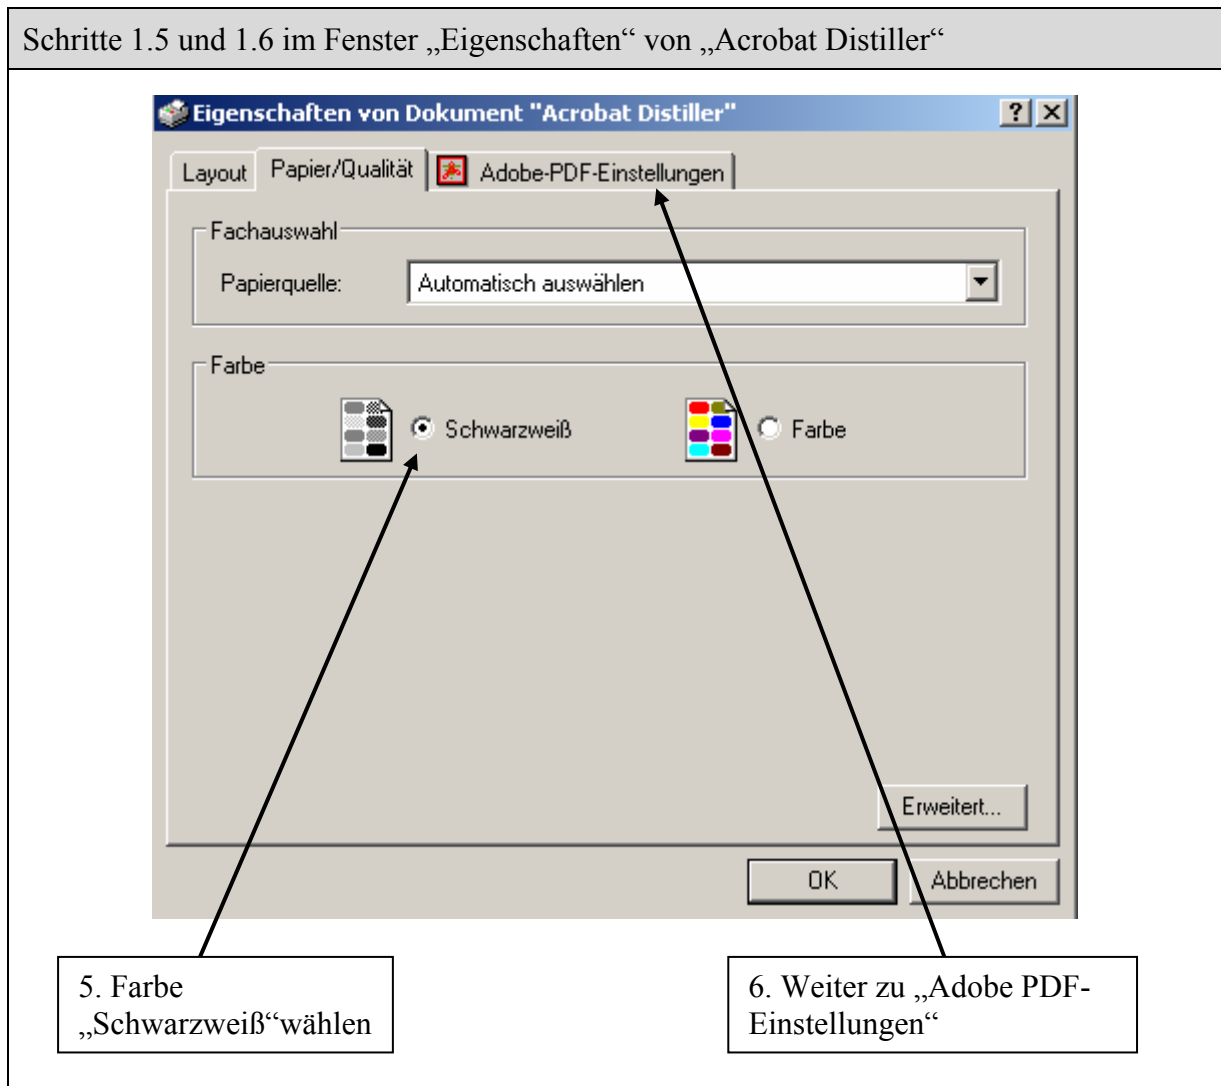 Schritte 1.5 und 1.6 im Fenster „Eigenschaften“ von „Acrobat Distiller“
Eigenschaften von Dokument "Acrobat Distiller"
Layout Papier/Qualität Adobe-PDF-Einstellungen
Fachauswahl
Papierquelle: Automatisch auswählen
Farbe
Schwarzweiß Farbe
Erweitert...
OK Abbrechen
5. Farbe
„Schwarzweiß“wählen
6. Weiter zu „Adobe PDF-
Einstellungen“